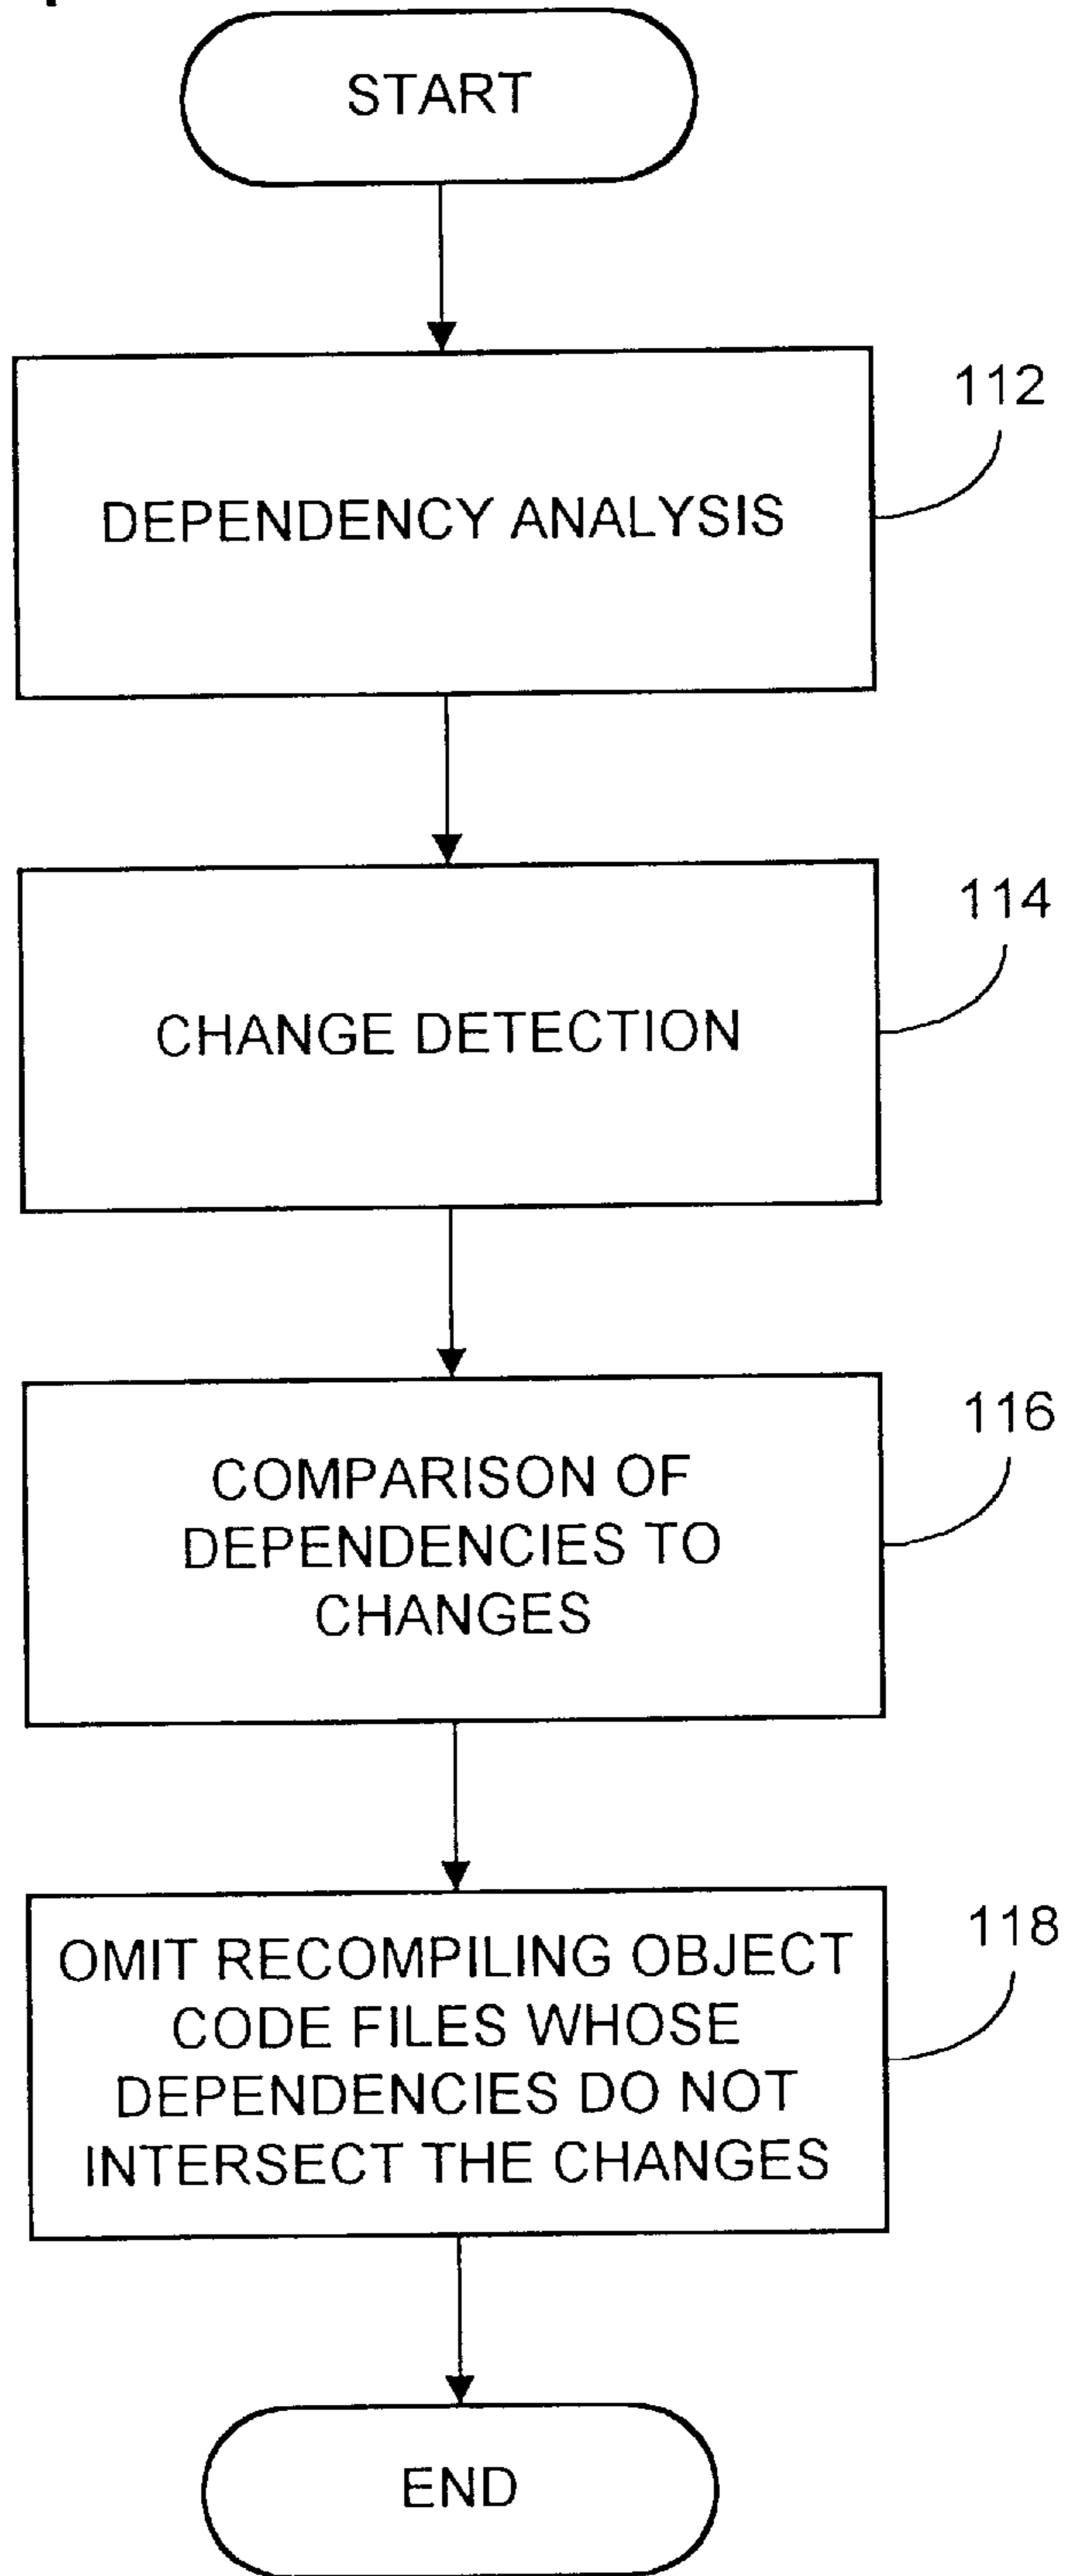 START
112
DEPENDENCY ANALYSIS
114
CHANGE DETECTION
116
COMPARISON OF
DEPENDENCIES TO
CHANGES
118
OMIT RECOMPILING OBJECT
CODE FILES WHOSE
DEPENDENCIES DO NOT
INTERSECT THE CHANGES
END